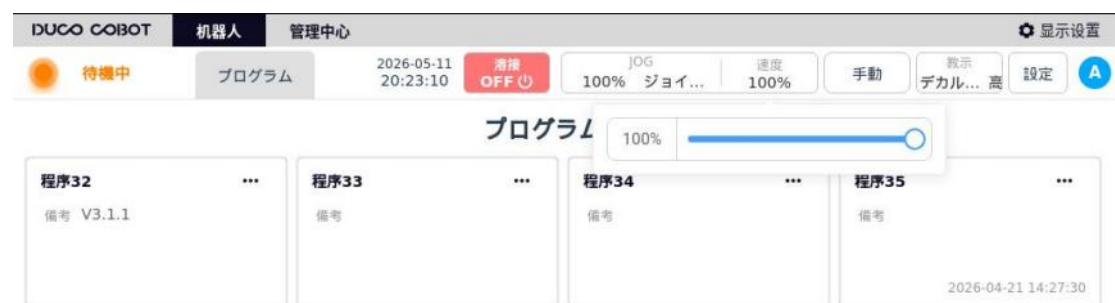 DUCO COBOT 机器人 管理中心 显示设置
待機中 プログラム 2026-05-11 溶接 JOG 速度 手動 教示 設定 A
20:23:10 OFF 100% ジョイ... 100% デカル... 高
プログラム
100%
程序32 ... 程序33 ... 程序34 ... 程序35 ...
備考 V3.1.1 備考 備考 備考
2026-04-21 14:27:30